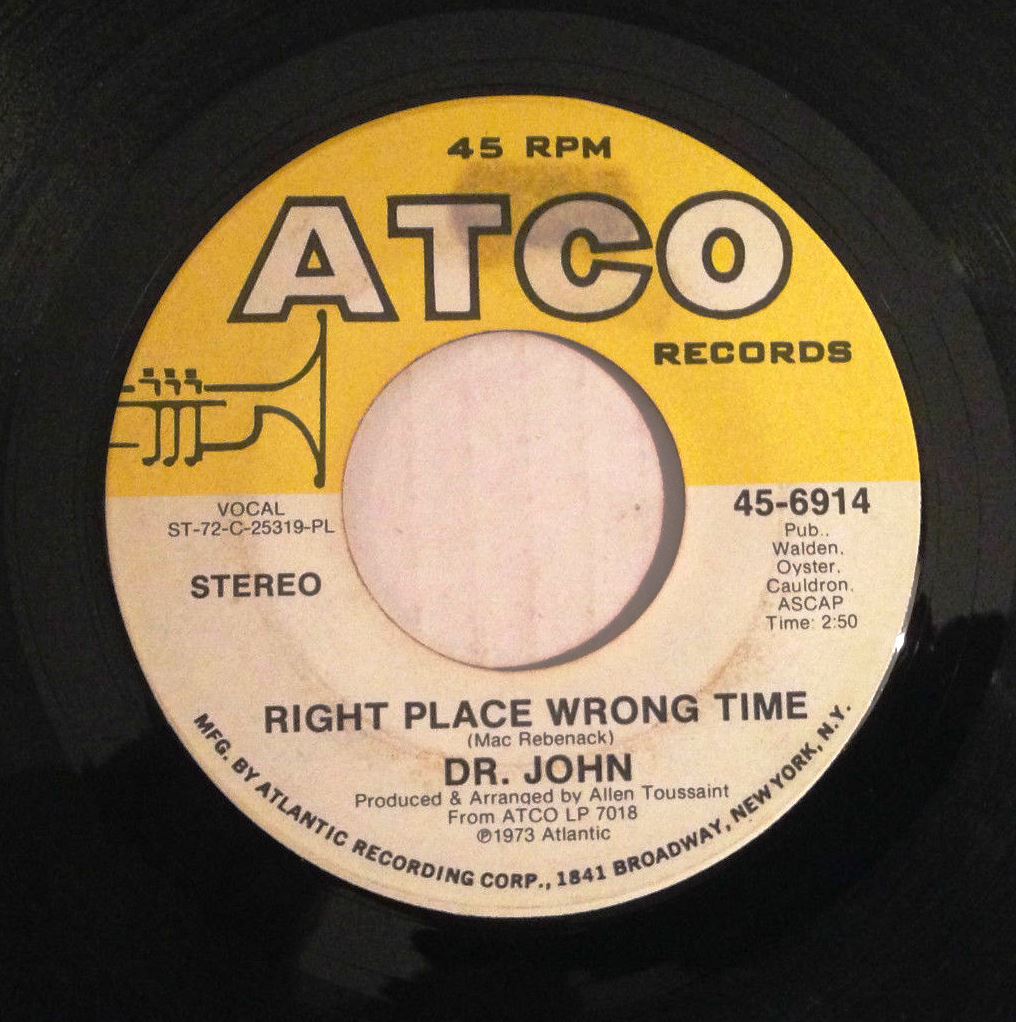 45 RPM
ATCO
RECORDS
VOCAL
ST-72-C-25319-PL
STEREO
45-6914
Pub..
Walden.
Oyster.
Cauldron.
ASCAP
Time: 2:50
RIGHT PLACE WRONG TIME
(Mac Rebenack)
DR. JOHN
Produced & Arranged by Allen Toussaint
From ATCO LP 7018
℗1973 Atlantic
MFG. BY ATLANTIC RECORDING CORP., 1841 BROADWAY, NEW YORK, N.Y.